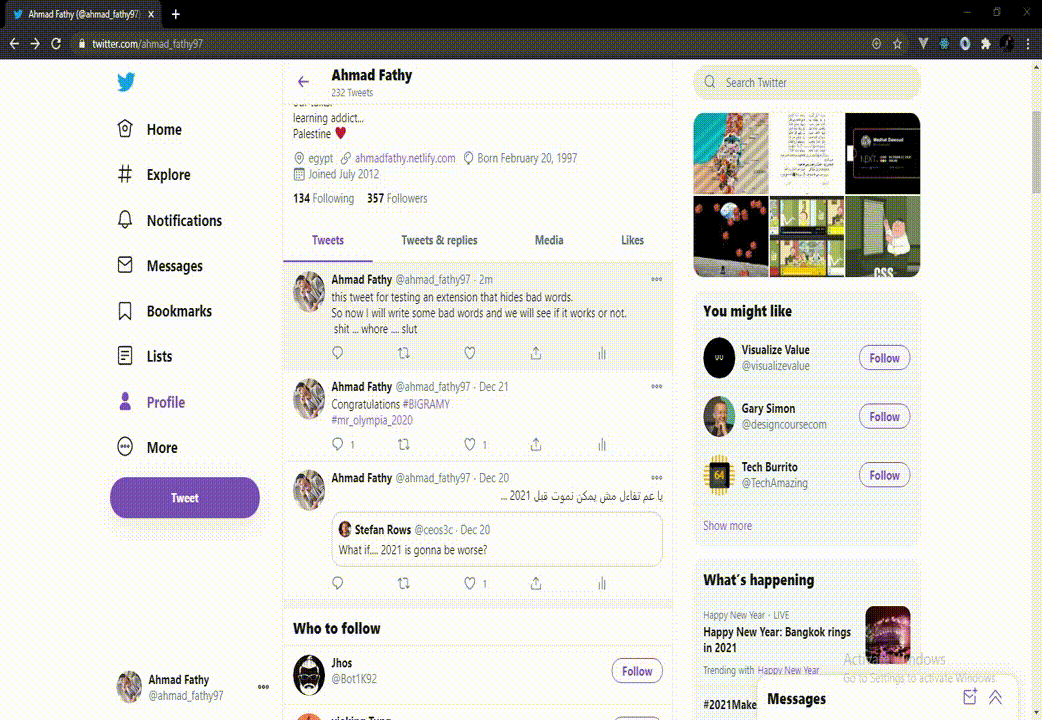 Ahmad Fathy (@ahmad_fathy97)
twitter.com/ahmad_fathy97
Home
Explore
Notifications
Messages
Bookmarks
Lists
Profile
More
Tweet
Ahmad Fathy
@ahmad_fathy97
Ahmad Fathy
232 Tweets
learning addict...
Palestine ❤
egypt ahmadfathy.netlify.com Born February 20, 1997
Joined July 2012
134 Following 357 Followers
Tweets Tweets & replies Media Likes
Ahmad Fathy @ahmad_fathy97 · 2m
this tweet for testing an extension that hides bad words.
So now I will write some bad words and we will see if it works or not.
shit ... whore .... slut
Ahmad Fathy @ahmad_fathy97 · Dec 21
Congratulations #BIGRAMY
#mr_olympia_2020
1 1
Ahmad Fathy @ahmad_fathy97 · Dec 20
يا عم تفاءل مش يمكن نموت قبل 2021 ...
Stefan Rows @ceos3c · Dec 20
What if.... 2021 is gonna be worse?
1
Who to follow
Jhos
@Bot1K92
Follow
Search Twitter
CSS
You might like
Visualize Value
@visualizevalue
Follow
Gary Simon
@designcoursecom
Follow
64
Tech Burrito
@TechAmazing
Follow
Show more
What's happening
Happy New Year · LIVE
Happy New Year: Bangkok rings
in 2021
Trending with Happy New Year
#2021Make
Activate Windows
Go to Settings to activate Windows.
Messages